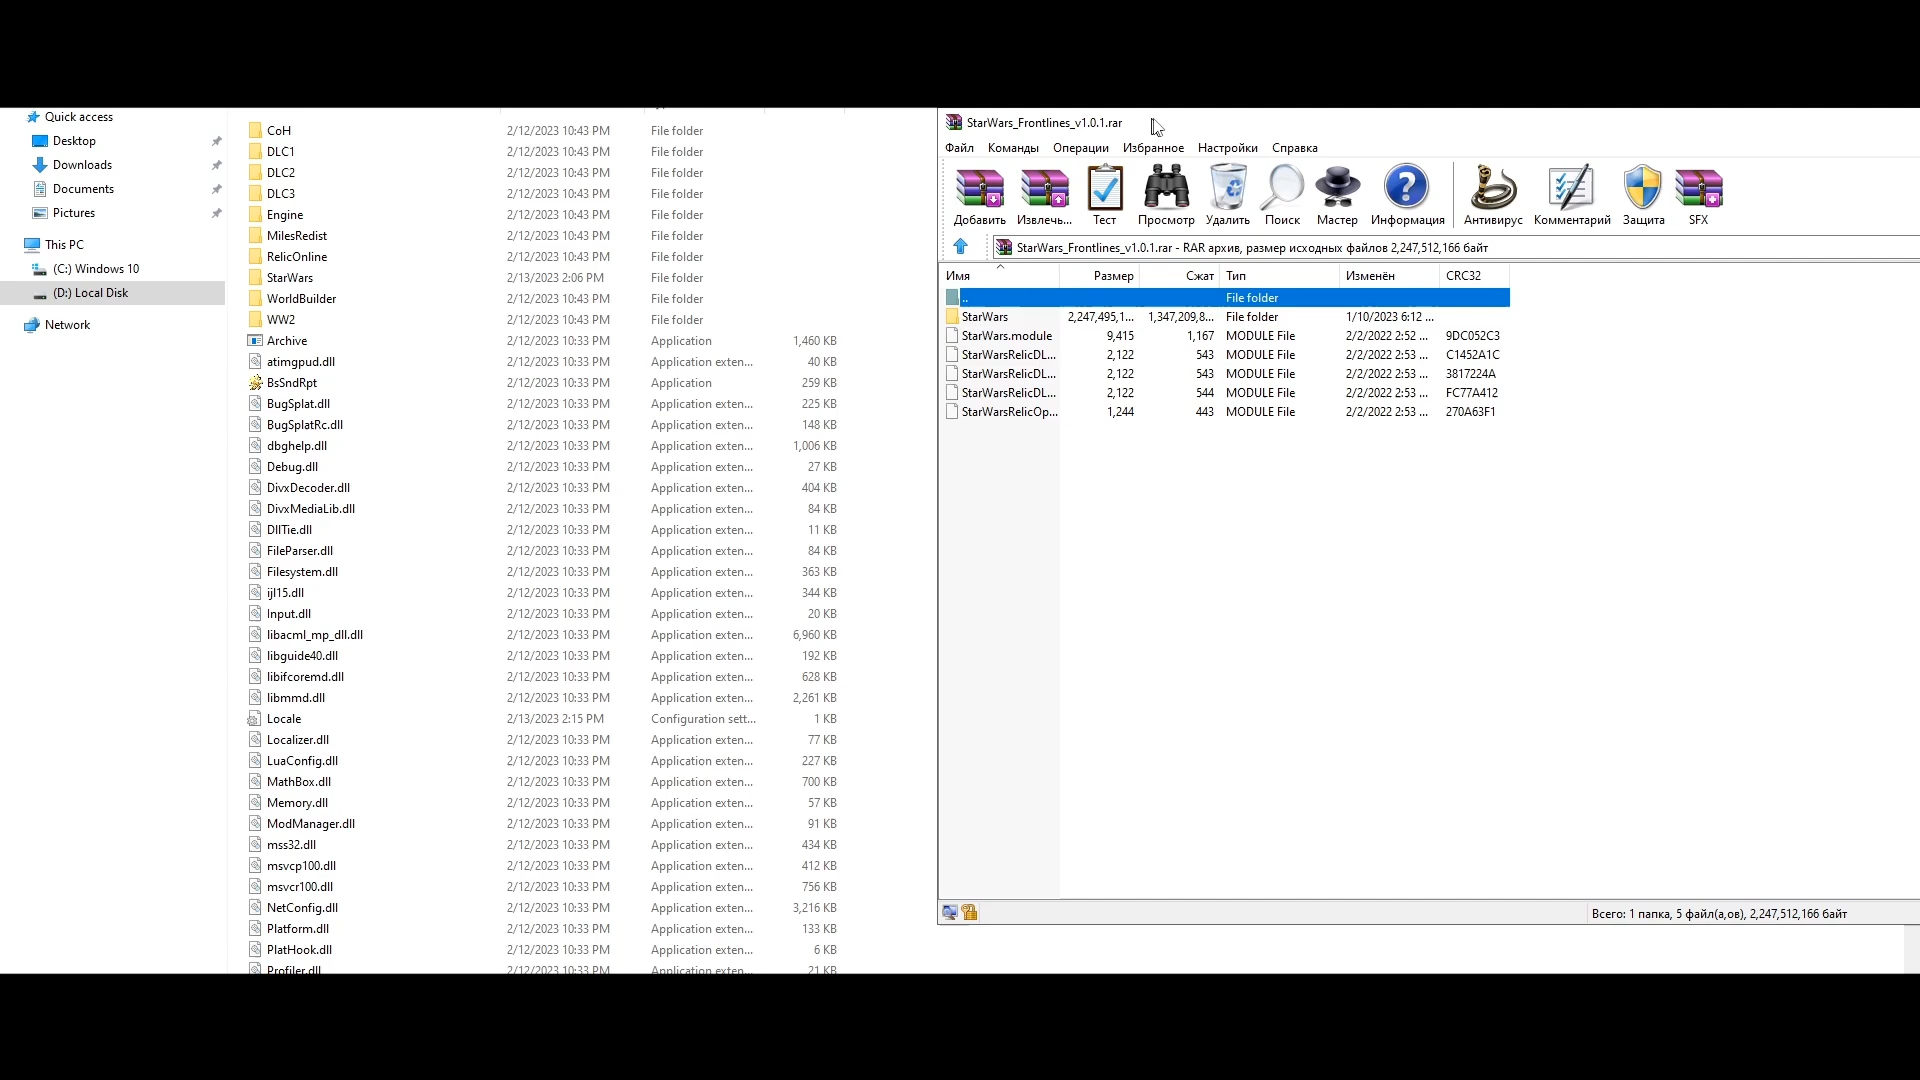 Quick access
Desktop
Downloads
Documents
Pictures
This PC
(C:) Windows 10
(D:) Local Disk
Network
CoH 2/12/2023 10:43 PM File folder
DLC1 2/12/2023 10:43 PM File folder
DLC2 2/12/2023 10:43 PM File folder
DLC3 2/12/2023 10:43 PM File folder
Engine 2/12/2023 10:43 PM File folder
MilesRedist 2/12/2023 10:43 PM File folder
RelicOnline 2/12/2023 10:43 PM File folder
StarWars 2/13/2023 2:06 PM File folder
WorldBuilder 2/12/2023 10:43 PM File folder
WW2 2/12/2023 10:43 PM File folder
Archive 2/12/2023 10:33 PM Application 1,460 KB
atimgpud.dll 2/12/2023 10:33 PM Application exten... 40 KB
BsSndRpt 2/12/2023 10:33 PM Application 259 KB
BugSplat.dll 2/12/2023 10:33 PM Application exten... 225 KB
BugSplatRc.dll 2/12/2023 10:33 PM Application exten... 148 KB
dbghelp.dll 2/12/2023 10:33 PM Application exten... 1,006 KB
Debug.dll 2/12/2023 10:33 PM Application exten... 27 KB
DivxDecoder.dll 2/12/2023 10:33 PM Application exten... 404 KB
DivxMediaLib.dll 2/12/2023 10:33 PM Application exten... 84 KB
DllTie.dll 2/12/2023 10:33 PM Application exten... 11 KB
FileParser.dll 2/12/2023 10:33 PM Application exten... 84 KB
Filesystem.dll 2/12/2023 10:33 PM Application exten... 363 KB
ijl15.dll 2/12/2023 10:33 PM Application exten... 344 KB
Input.dll 2/12/2023 10:33 PM Application exten... 20 KB
libacml_mp_dll.dll 2/12/2023 10:33 PM Application exten... 6,960 KB
libguide40.dll 2/12/2023 10:33 PM Application exten... 192 KB
libifcoremd.dll 2/12/2023 10:33 PM Application exten... 628 KB
libmmd.dll 2/12/2023 10:33 PM Application exten... 2,261 KB
Locale 2/13/2023 2:15 PM Configuration sett... 1 KB
Localizer.dll 2/12/2023 10:33 PM Application exten... 77 KB
LuaConfig.dll 2/12/2023 10:33 PM Application exten... 227 KB
MathBox.dll 2/12/2023 10:33 PM Application exten... 700 KB
Memory.dll 2/12/2023 10:33 PM Application exten... 57 KB
ModManager.dll 2/12/2023 10:33 PM Application exten... 91 KB
mss32.dll 2/12/2023 10:33 PM Application exten... 434 KB
msvcp100.dll 2/12/2023 10:33 PM Application exten... 412 KB
msvcr100.dll 2/12/2023 10:33 PM Application exten... 756 KB
NetConfig.dll 2/12/2023 10:33 PM Application exten... 3,216 KB
Platform.dll 2/12/2023 10:33 PM Application exten... 133 KB
PlatHook.dll 2/12/2023 10:33 PM Application exten... 6 KB
Profiler.dll 2/12/2023 10:33 PM Application exten... 21 KB
StarWars_Frontlines_v1.0.1.rar
Файл Команды Операции Избранное Настройки Справка
Добавить Извлечь... Тест Просмотр Удалить Поиск Мастер Информация Антивирус Комментарий Защита SFX
StarWars_Frontlines_v1.0.1.rar - RAR архив, размер исходных файлов 2,247,512,166 байт
Имя Размер Сжат Тип Изменён CRC32
.. File folder
StarWars 2,247,495,1... 1,347,209,8... File folder 1/10/2023 6:12 ...
StarWars.module 9,415 1,167 MODULE File 2/2/2022 2:52 ... 9DC052C3
StarWarsRelicDL... 2,122 543 MODULE File 2/2/2022 2:53 ... C1452A1C
StarWarsRelicDL... 2,122 543 MODULE File 2/2/2022 2:53 ... 3817224A
StarWarsRelicDL... 2,122 544 MODULE File 2/2/2022 2:53 ... FC77A412
StarWarsRelicOp... 1,244 443 MODULE File 2/2/2022 2:53 ... 270A63F1
Всего: 1 папка, 5 файл(а,ов), 2,247,512,166 байт